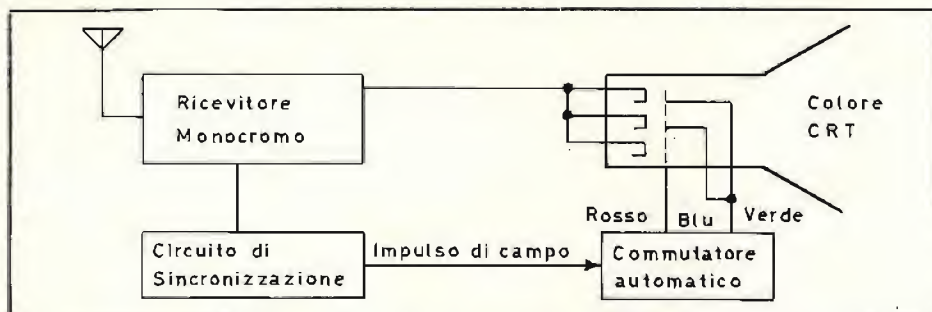 Ricevitore
Monocromo
Colore
CRT
Rosso Blu Verde
Circuito di
Sincronizzazione
Impulso di campo
Commutatore
automatico